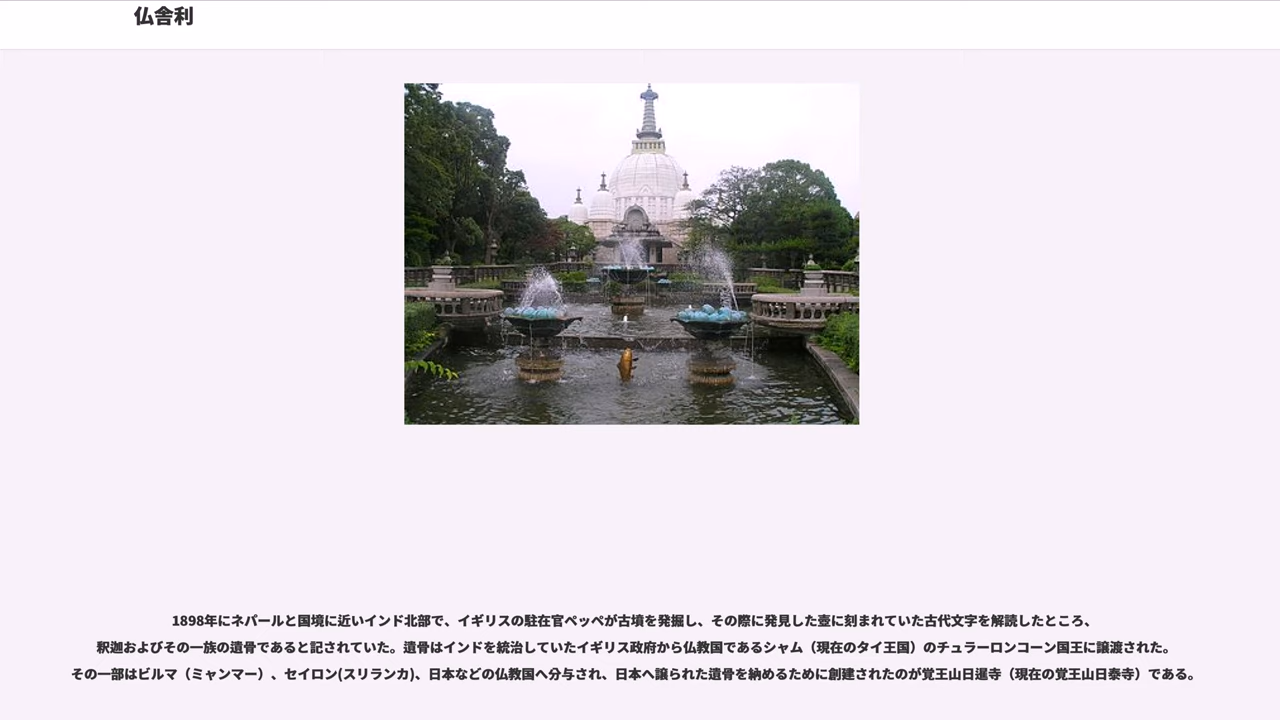 仏舎利
1898年にネパールと国境に近いインド北部で、イギリスの駐在官ペッペが古墳を発掘し、その際に発見した壺に刻まれていた古代文字を解読したところ、
釈迦およびその一族の遺骨であると記されていた。遺骨はインドを統治していたイギリス政府から仏教国であるシャム（現在のタイ王国）のチュラーロンコーン国王に譲渡された。
その一部はビルマ（ミャンマー）、セイロン(スリランカ)、日本などの仏教国へ分与され、日本へ譲られた遺骨を納めるために創建されたのが覚王山日暹寺（現在の覚王山日泰寺）である。